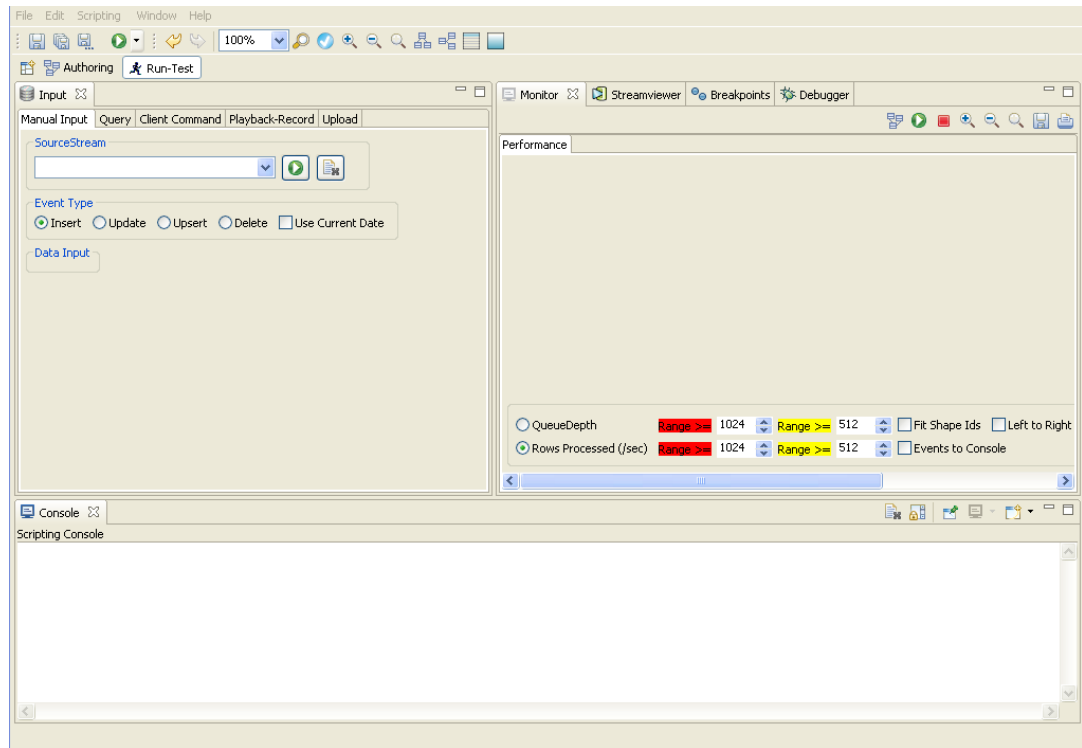 File Edit Scripting Window Help
100%
Authoring Run-Test
Input
Manual Input Query Client Command Playback-Record Upload
SourceStream
Event Type
Insert Update Upsert Delete Use Current Date
Data Input
Monitor Streamviewer Breakpoints Debugger
Performance
QueueDepth Range >= 1024 Range >= 512 Fit Shape Ids Left to Right
Rows Processed (/sec) Range >= 1024 Range >= 512 Events to Console
Console
Scripting Console